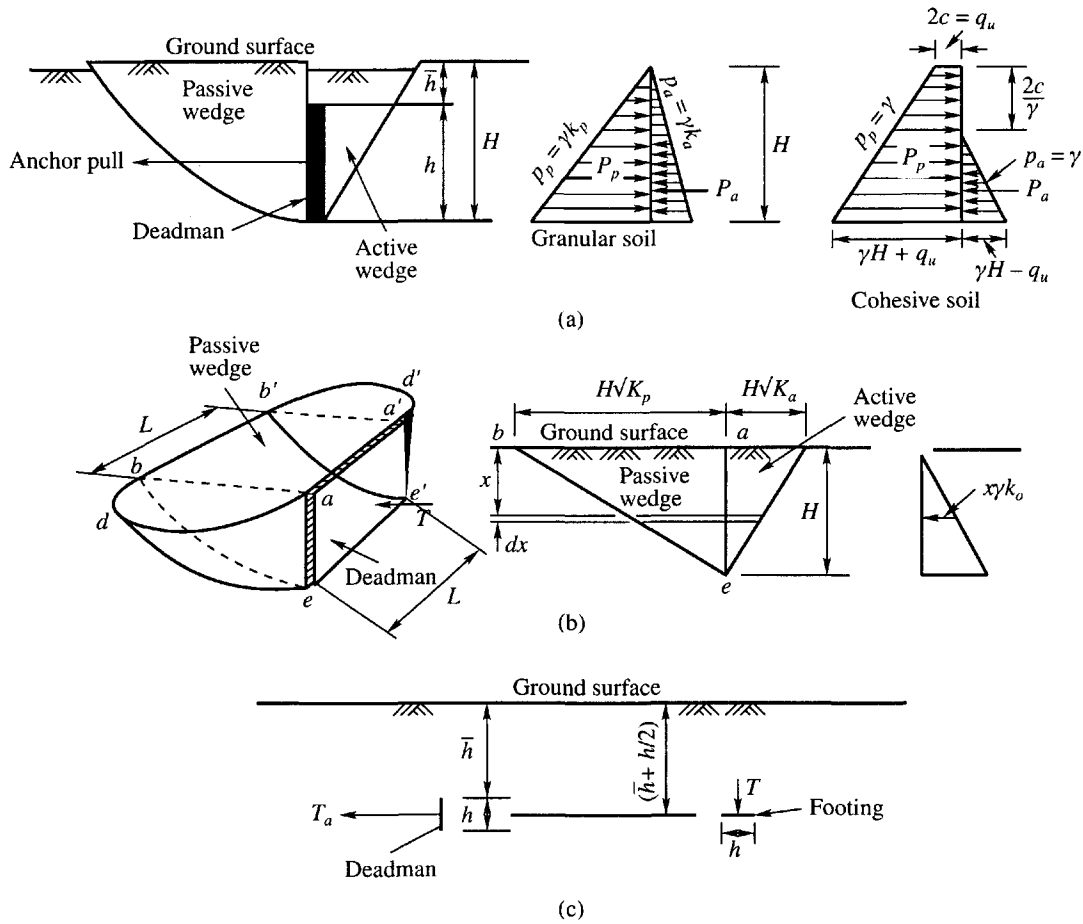 Ground surface
Passive wedge
h̄
h
H
Anchor pull
Deadman
Active wedge
p_p = γk_p
p_a = γk_a
P_p
P_a
H
Granular soil
2c = q_u
2c/γ
p_p = γ
p_a = γ
P_p
P_a
γH + q_u
γH – q_u
Cohesive soil
(a)
Passive wedge
b'
d'
a'
L
b
a
e'
d
T
Deadman
L
e
H√K_p
H√K_a
Active wedge
b
Ground surface
a
Passive wedge
x
dx
H
e
xγk_o
(b)
Ground surface
h̄
(h̄ + h/2)
T
T_a
h
Footing
h
Deadman
(c)